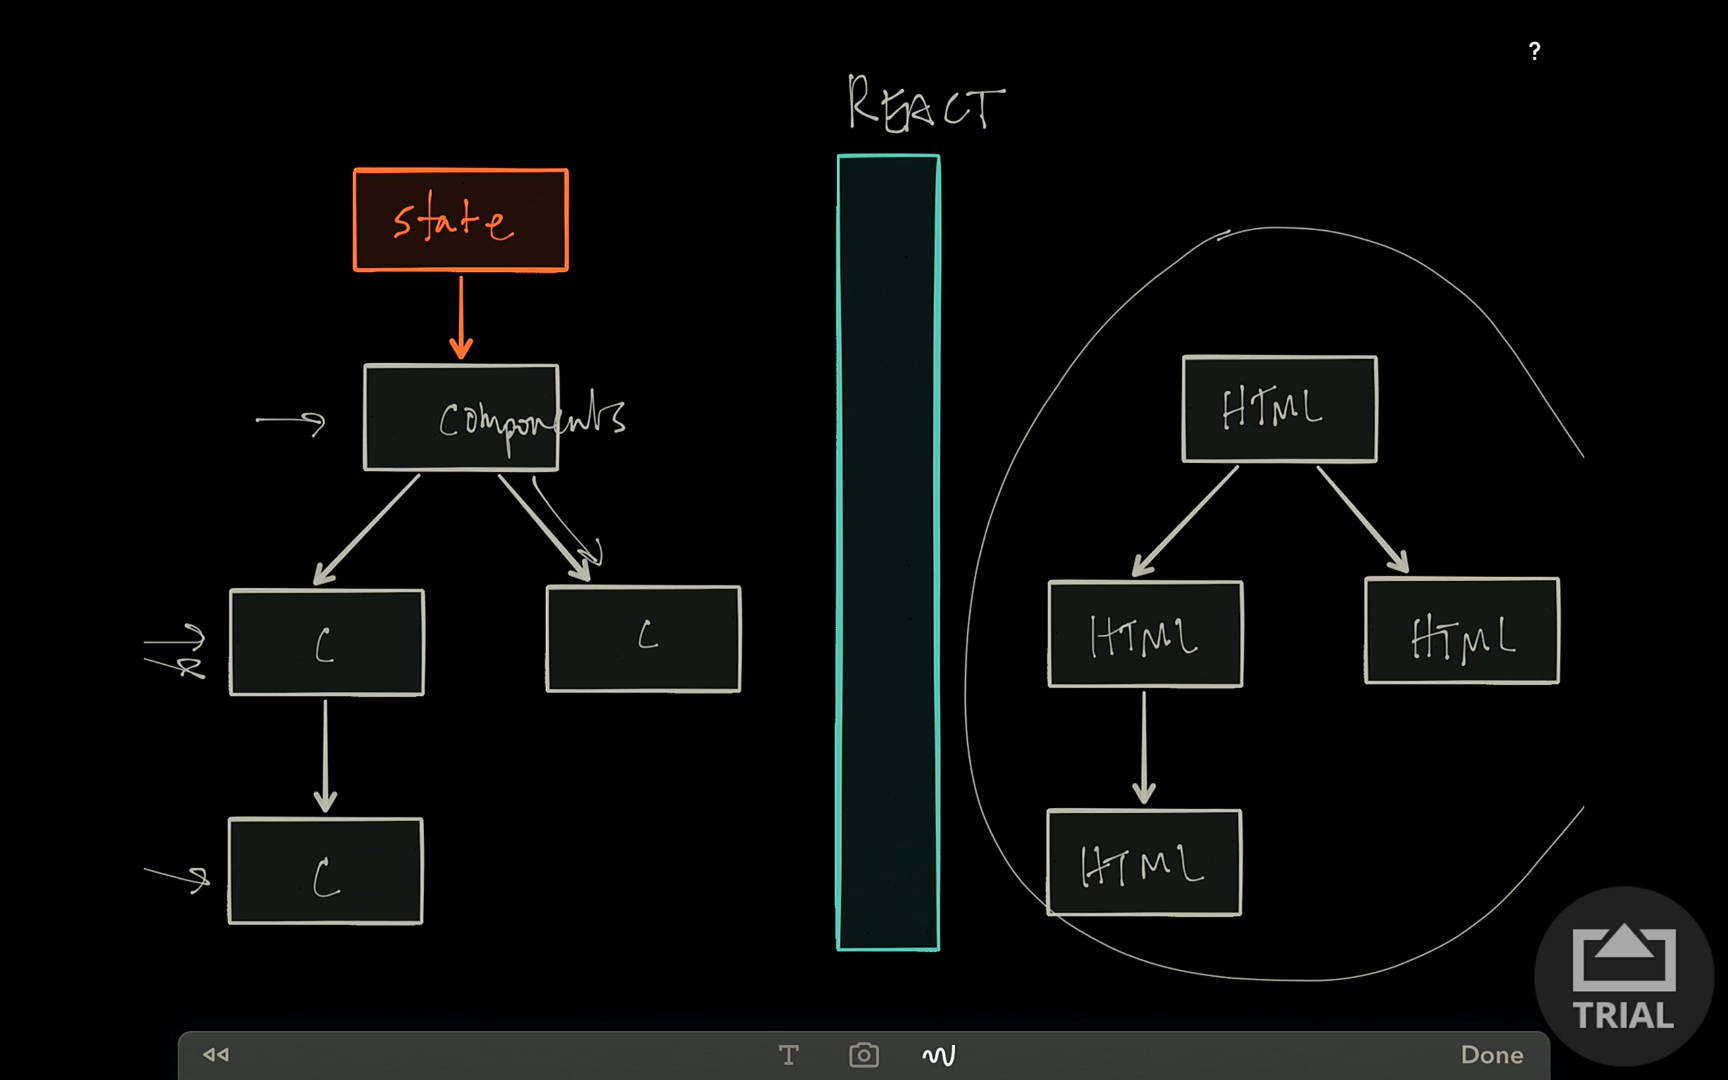 ?
REACT
state
components
HTML
C
C
HTML
HTML
C
HTML
TRIAL
T
Done